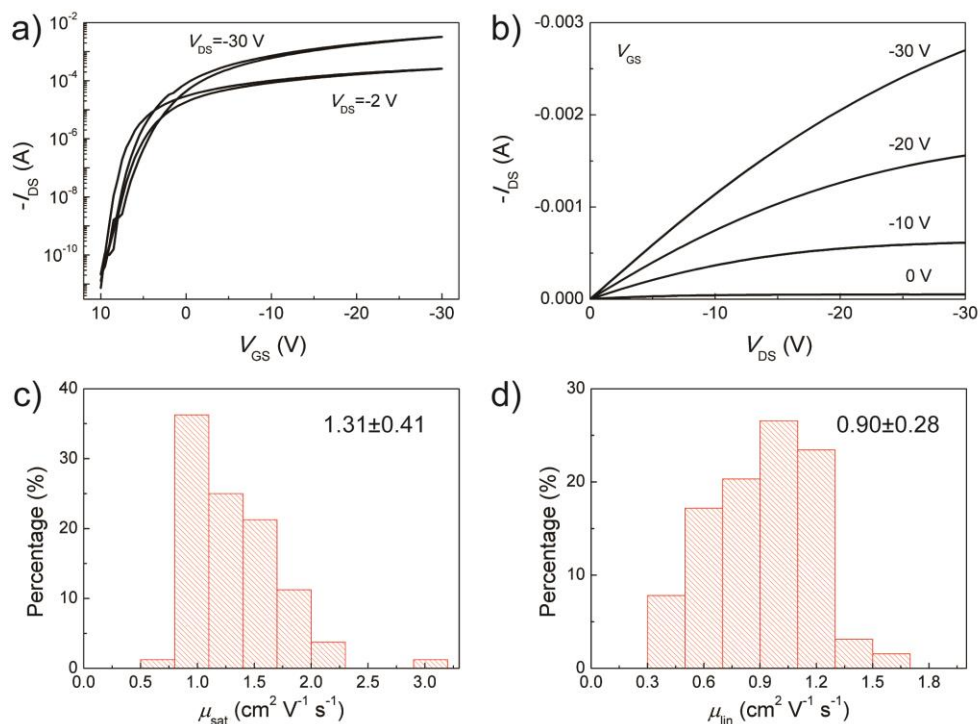 a)
V_DS=-30 V
V_DS=-2 V
10⁻²
10⁻⁴
10⁻⁶
10⁻⁸
10⁻¹⁰
-I_DS (A)
10 0 -10 -20 -30
V_GS (V)
b)
V_GS
-30 V
-20 V
-10 V
0 V
-0.003
-0.002
-0.001
0.000
-I_DS (A)
0 -10 -20 -30
V_DS (V)
c)
1.31±0.41
40
30
20
10
0
Percentage (%)
0.0 0.5 1.0 1.5 2.0 2.5 3.0
μ_sat (cm² V⁻¹ s⁻¹)
d)
0.90±0.28
30
20
10
0
Percentage (%)
0.0 0.3 0.6 0.9 1.2 1.5 1.8
μ_lin (cm² V⁻¹ s⁻¹)